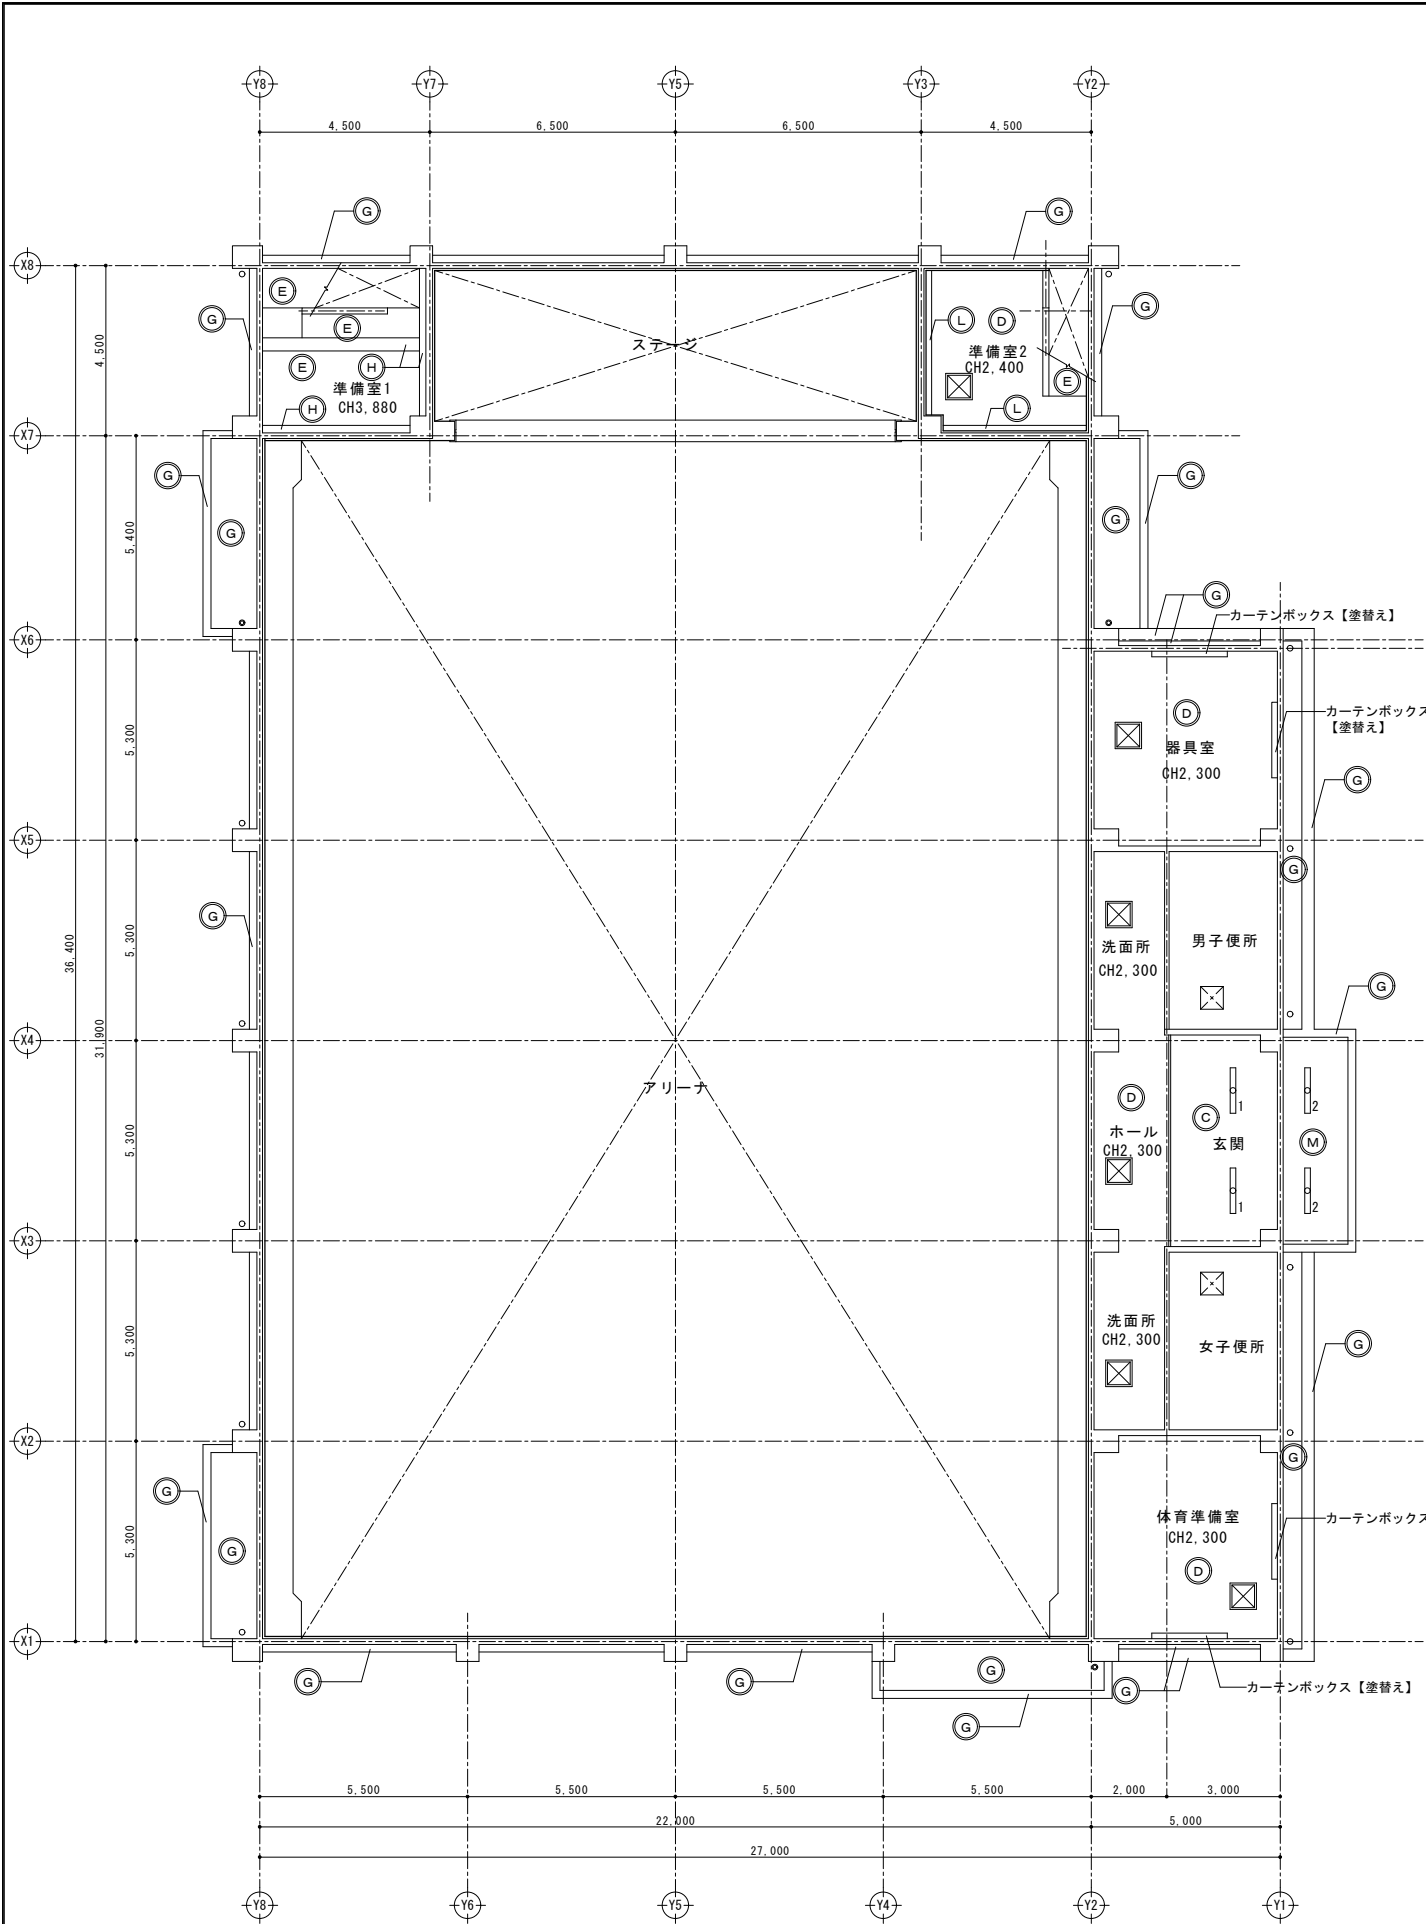 Y8 Y7 Y5 Y3 Y2
4,500 6,500 6,500 4,500
G G
X8
E D L G
G E ステージ 準備室2
CH2,400
E H 準備室1 E
CH3,880
H L
4,500
X7
G G
G G
5,400
G
カーテンボックス【塗替え】
X6
D カーテンボックス
【塗替え】
器具室
CH2,300
G
5,300
X5
G
G
洗面所 男子便所
CH2,300
5,300
36,400
G
X4
31,900
アリーナ
D C 1 2
ホール 玄関 M
CH2,300
5,300
1 2
X3
洗面所
CH2,300 女子便所
G
5,300
X2
G
G
体育準備室 カーテンボックス
CH2,300
G D
5,300
X1
G G G G カーテンボックス【塗替え】
G
5,500 5,500 5,500 5,500 2,000 3,000
22,000 5,000
27,000
Y8 Y6 Y5 Y4 Y2 Y1